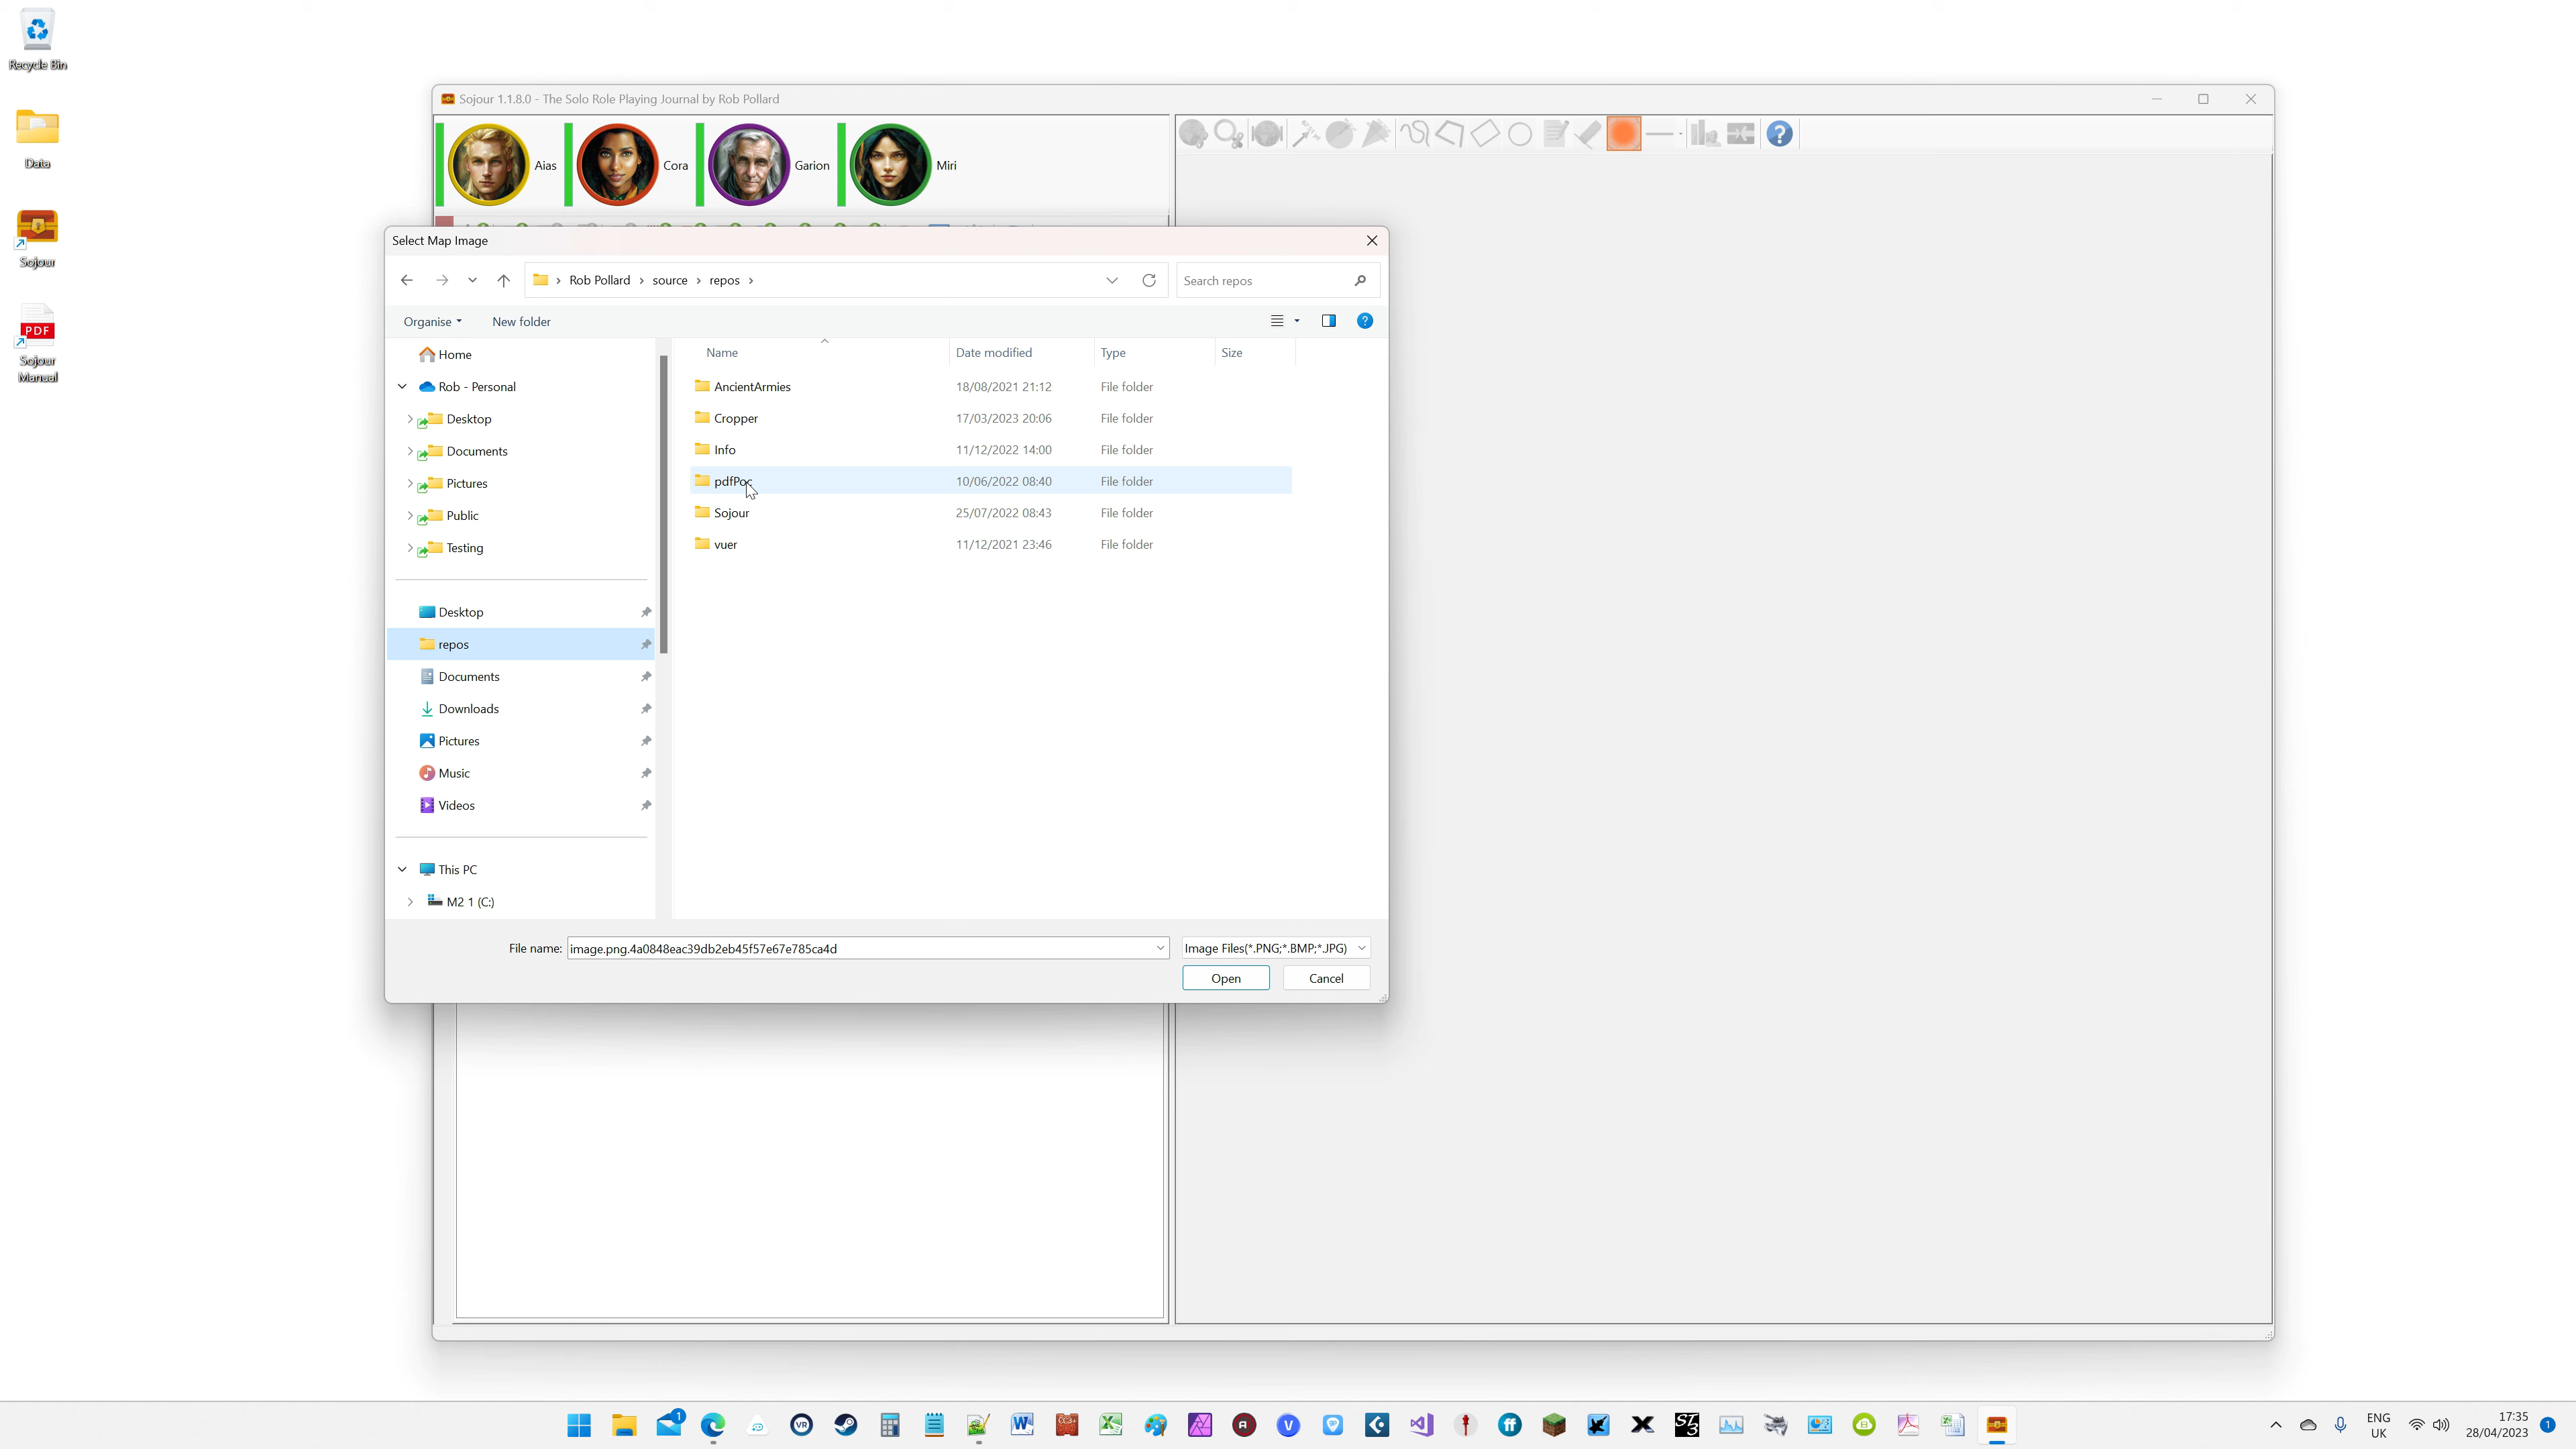 Recycle Bin
Data
Sojour
PDF
Sojour
Manual
Sojour 1.1.8.0 - The Solo Role Playing Journal by Rob Pollard
Aias
Cora
Garion
Miri
Select Map Image
Rob Pollard
source
repos
Search repos
Organise
New folder
Name
Date modified
Type
Size
Home
Rob - Personal
Desktop
Documents
Pictures
Public
Testing
Desktop
repos
Documents
Downloads
Pictures
Music
Videos
This PC
M2 1 (C:)
AncientArmies 18/08/2021 21:12 File folder
Cropper 17/03/2023 20:06 File folder
Info 11/12/2022 14:00 File folder
pdfPoc 10/06/2022 08:40 File folder
Sojour 25/07/2022 08:43 File folder
vuer 11/12/2021 23:46 File folder
File name: image.png.4a0848eac39db2eb45f57e67e785ca4d
Image Files(*.PNG;*.BMP;*.JPG)
Open
Cancel
ENG
UK
17:35
28/04/2023
1